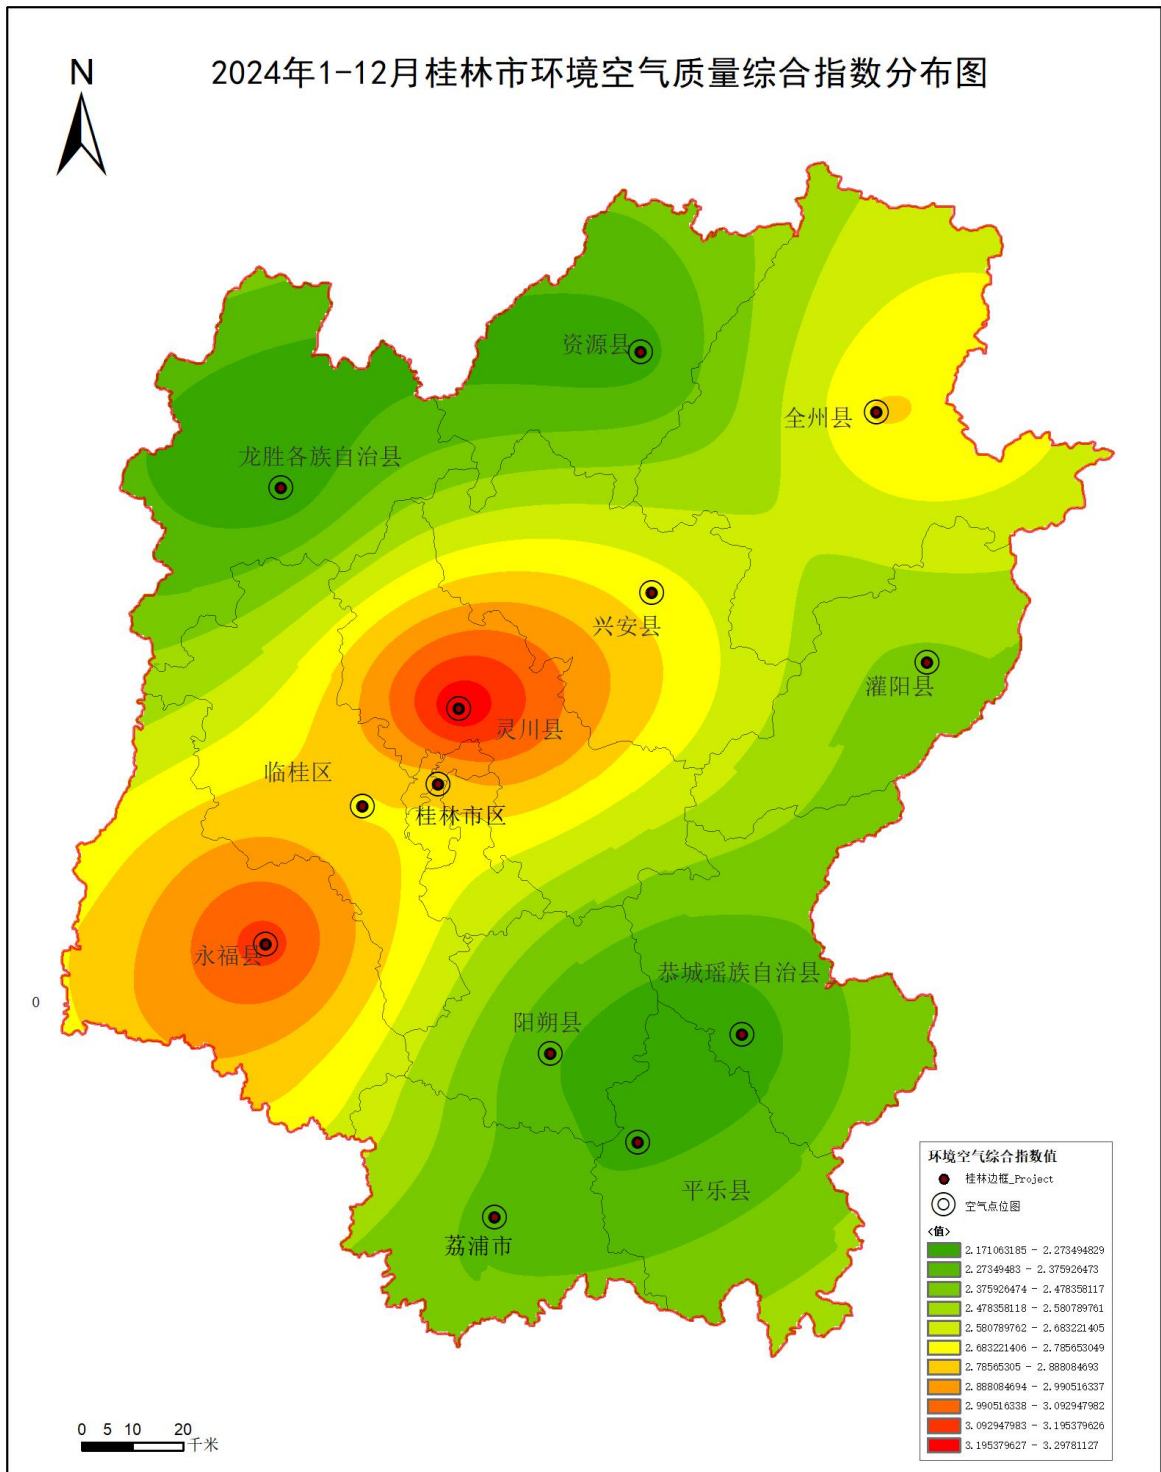 2024年1-12月桂林市环境空气质量综合指数分布图
N
资源县
全州县
龙胜各族自治县
兴安县
灌阳县
灵川县
临桂区
桂林市区
永福县
恭城瑶族自治县
0
阳朔县
平乐县
荔浦市
环境空气综合指数值
桂林边框_Project
空气点位图
<值>
2.171063185 - 2.273494829
2.27349483 - 2.375926473
2.375926474 - 2.478358117
2.478358118 - 2.580789761
2.580789762 - 2.683221405
2.683221406 - 2.785653049
2.78565305 - 2.888084693
2.888084694 - 2.990516337
2.990516338 - 3.092947982
3.092947983 - 3.195379626
3.195379627 - 3.29781127
0 5 10 20
千米